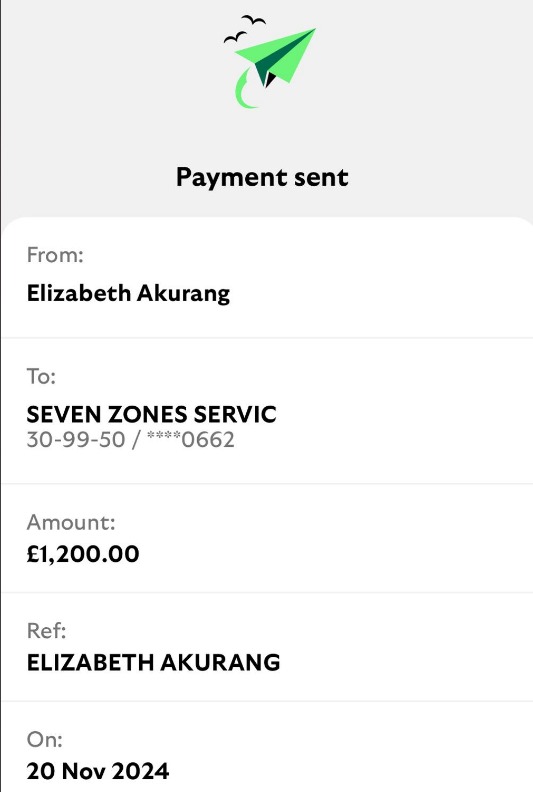 Payment sent
From:
Elizabeth Akurang
To:
SEVEN ZONES SERVIC
30-99-50 / ****0662
Amount:
£1,200.00
Ref:
ELIZABETH AKURANG
On:
20 Nov 2024